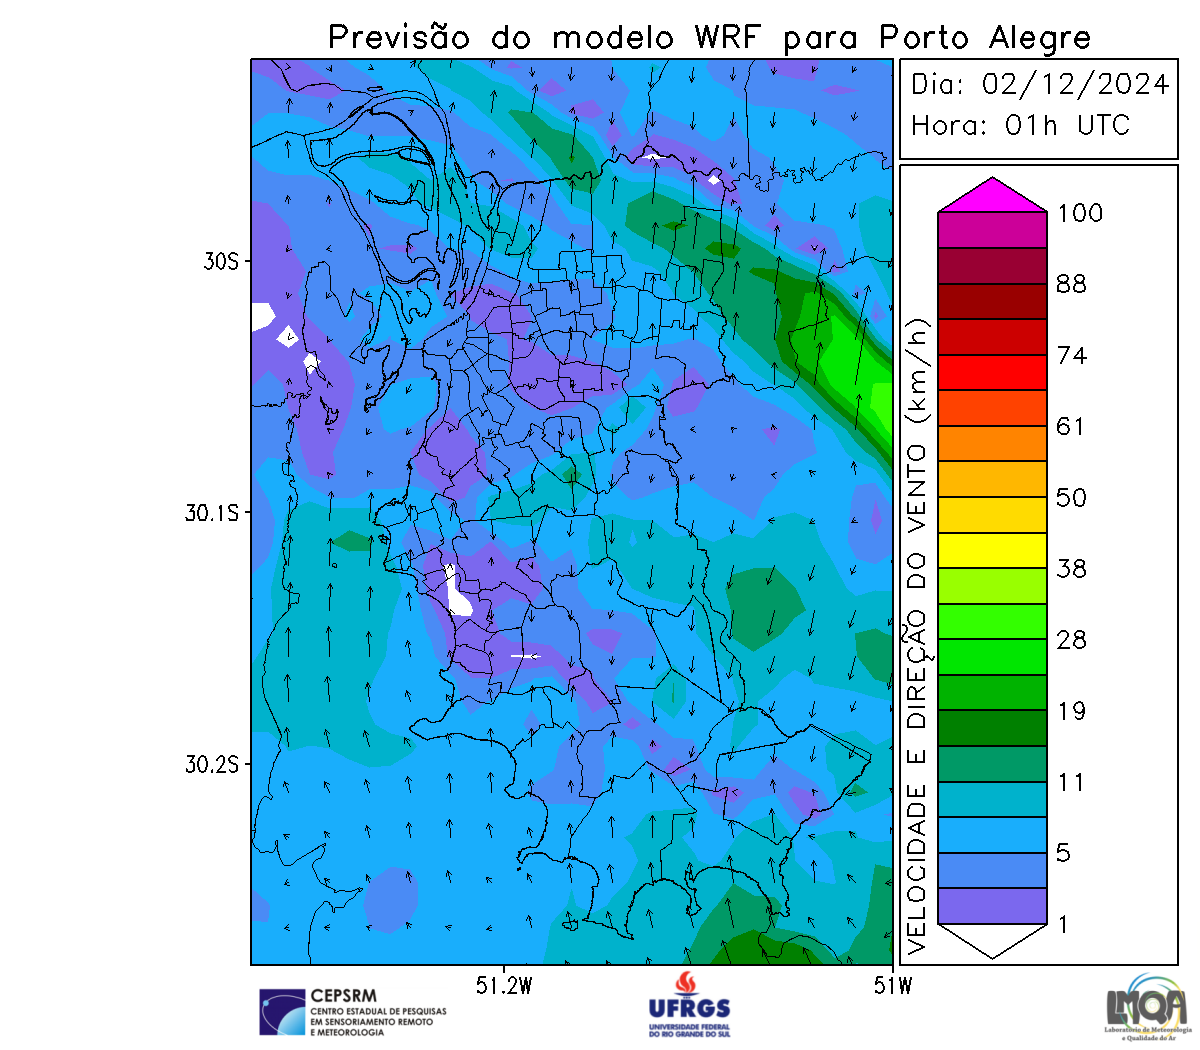 Previsão do modelo WRF para Porto Alegre
Dia: 02/12/2024
Hora: 01h UTC
30S
30.1S
30.2S
51.2W
51W
VELOCIDADE E DIREÇÃO DO VENTO (km/h)
100
88
74
61
50
38
28
19
11
5
1
CEPSRM
CENTRO ESTADUAL DE PESQUISAS
EM SENSORIAMENTO REMOTO
E METEOROLOGIA
UFRGS
UNIVERSIDADE FEDERAL
DO RIO GRANDE DO SUL
LMQA
Laboratório de Meteorologia
e Qualidade do Ar